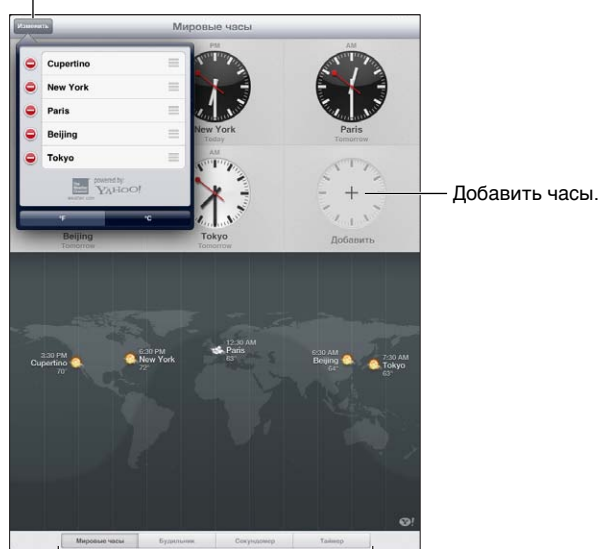 Изменить
Мировые часы
Cupertino
New York
Paris
Beijing
Tokyo
powered by
YAHOO!
weather.com
°F
°C
PM
New York
Today
AM
Paris
Tomorrow
Beijing
Tomorrow
AM
Tokyo
Tomorrow
Добавить
Добавить часы.
3:30 PM
Cupertino
70°
6:30 PM
New York
72°
12:30 AM
Paris
63°
6:30 AM
Beijing
64°
7:30 AM
Tokyo
63°
Y!
Мировые часы
Будильник
Секундомер
Таймер